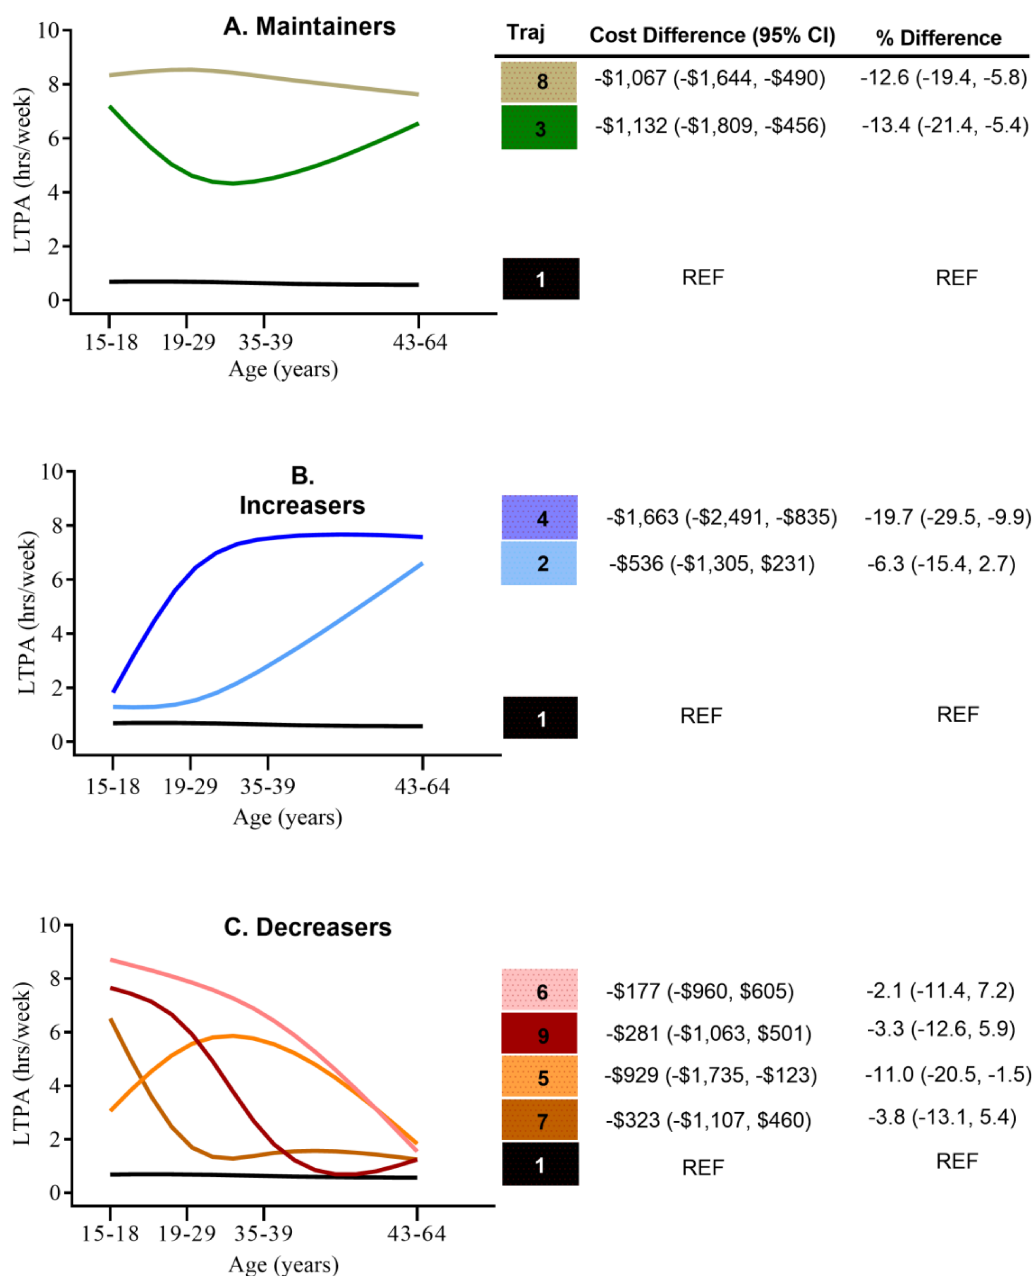 A. Maintainers
Traj Cost Difference (95% CI) % Difference
10
8
6
4
2
0
LTPA (hrs/week)
15-18 19-29 35-39 43-64
Age (years)
8 -$1,067 (-$1,644, -$490) -12.6 (-19.4, -5.8)
3 -$1,132 (-$1,809, -$456) -13.4 (-21.4, -5.4)
1 REF REF
B.
Increasers
10
8
6
4
2
0
LTPA (hrs/week)
15-18 19-29 35-39 43-64
Age (years)
4 -$1,663 (-$2,491, -$835) -19.7 (-29.5, -9.9)
2 -$536 (-$1,305, $231) -6.3 (-15.4, 2.7)
1 REF REF
C. Decreasers
10
8
6
4
2
0
LTPA (hrs/week)
15-18 19-29 35-39 43-64
Age (years)
6 -$177 (-$960, $605) -2.1 (-11.4, 7.2)
9 -$281 (-$1,063, $501) -3.3 (-12.6, 5.9)
5 -$929 (-$1,735, -$123) -11.0 (-20.5, -1.5)
7 -$323 (-$1,107, $460) -3.8 (-13.1, 5.4)
1 REF REF